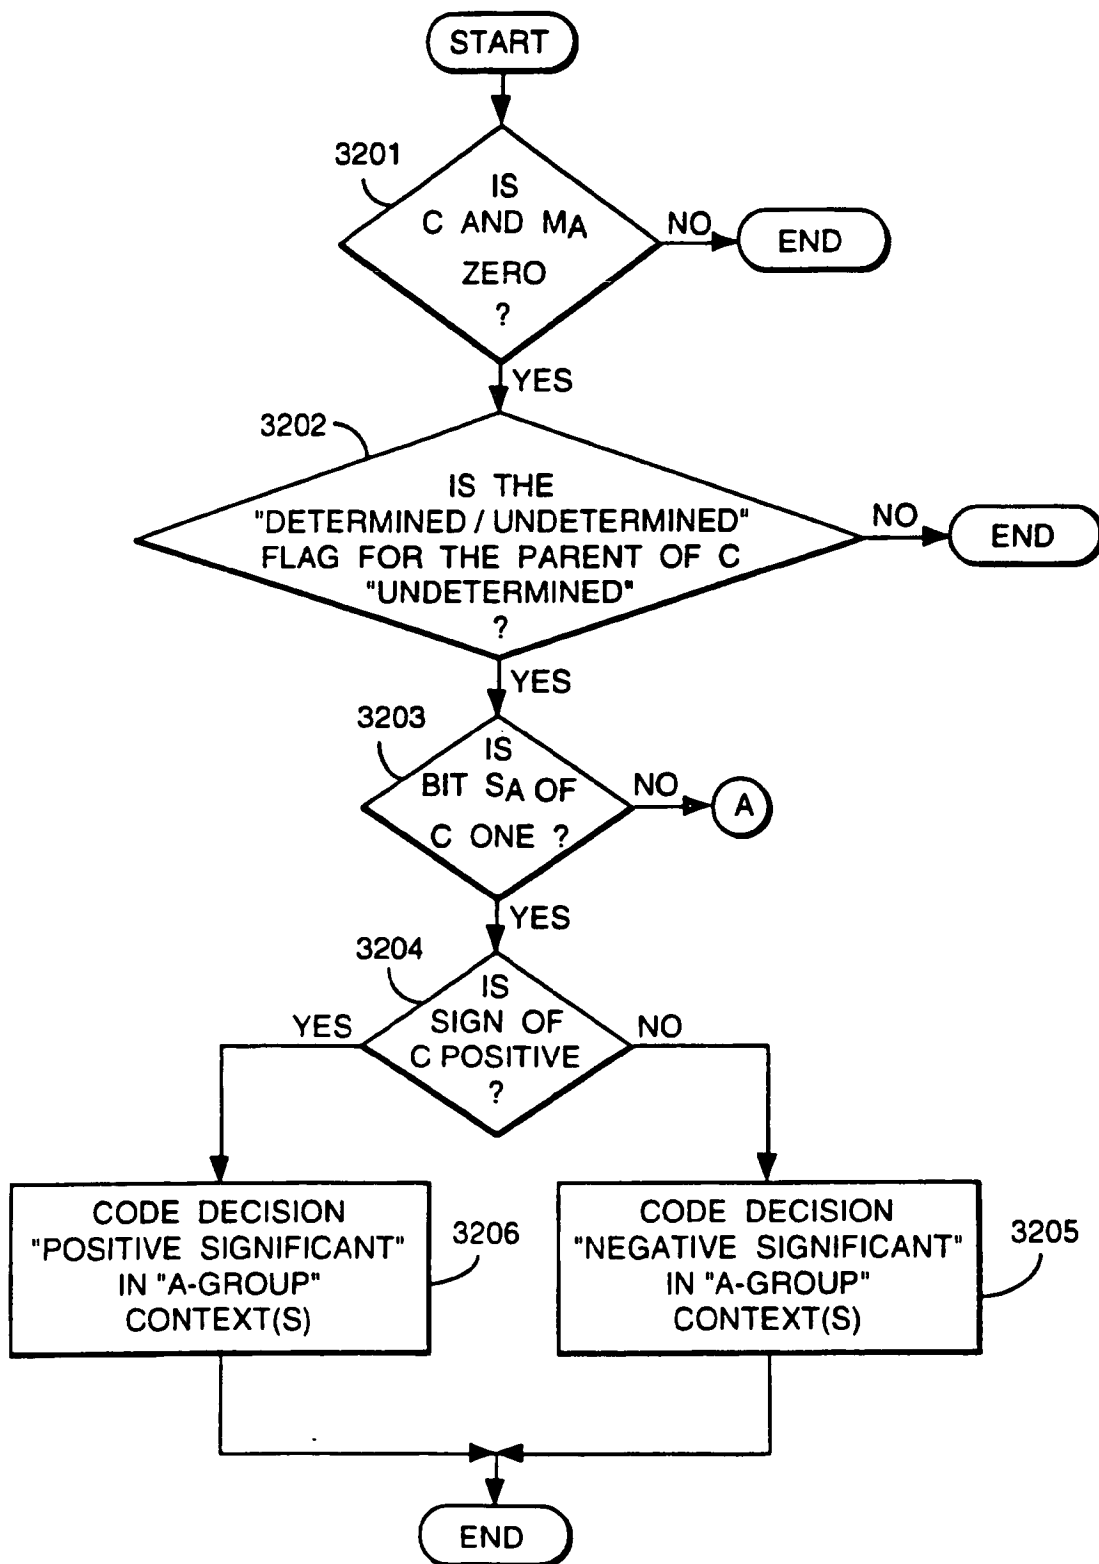 START
3201
IS
C AND MA
ZERO
?
NO
END
YES
3202
IS THE
"DETERMINED / UNDETERMINED"
FLAG FOR THE PARENT OF C
"UNDETERMINED"
?
NO
END
YES
3203
IS
BIT SA OF
C ONE ?
NO
A
YES
3204
IS
SIGN OF
C POSITIVE
?
YES
NO
CODE DECISION
"POSITIVE SIGNIFICANT"
IN "A-GROUP"
CONTEXT(S)
3206
CODE DECISION
"NEGATIVE SIGNIFICANT"
IN "A-GROUP"
CONTEXT(S)
3205
END